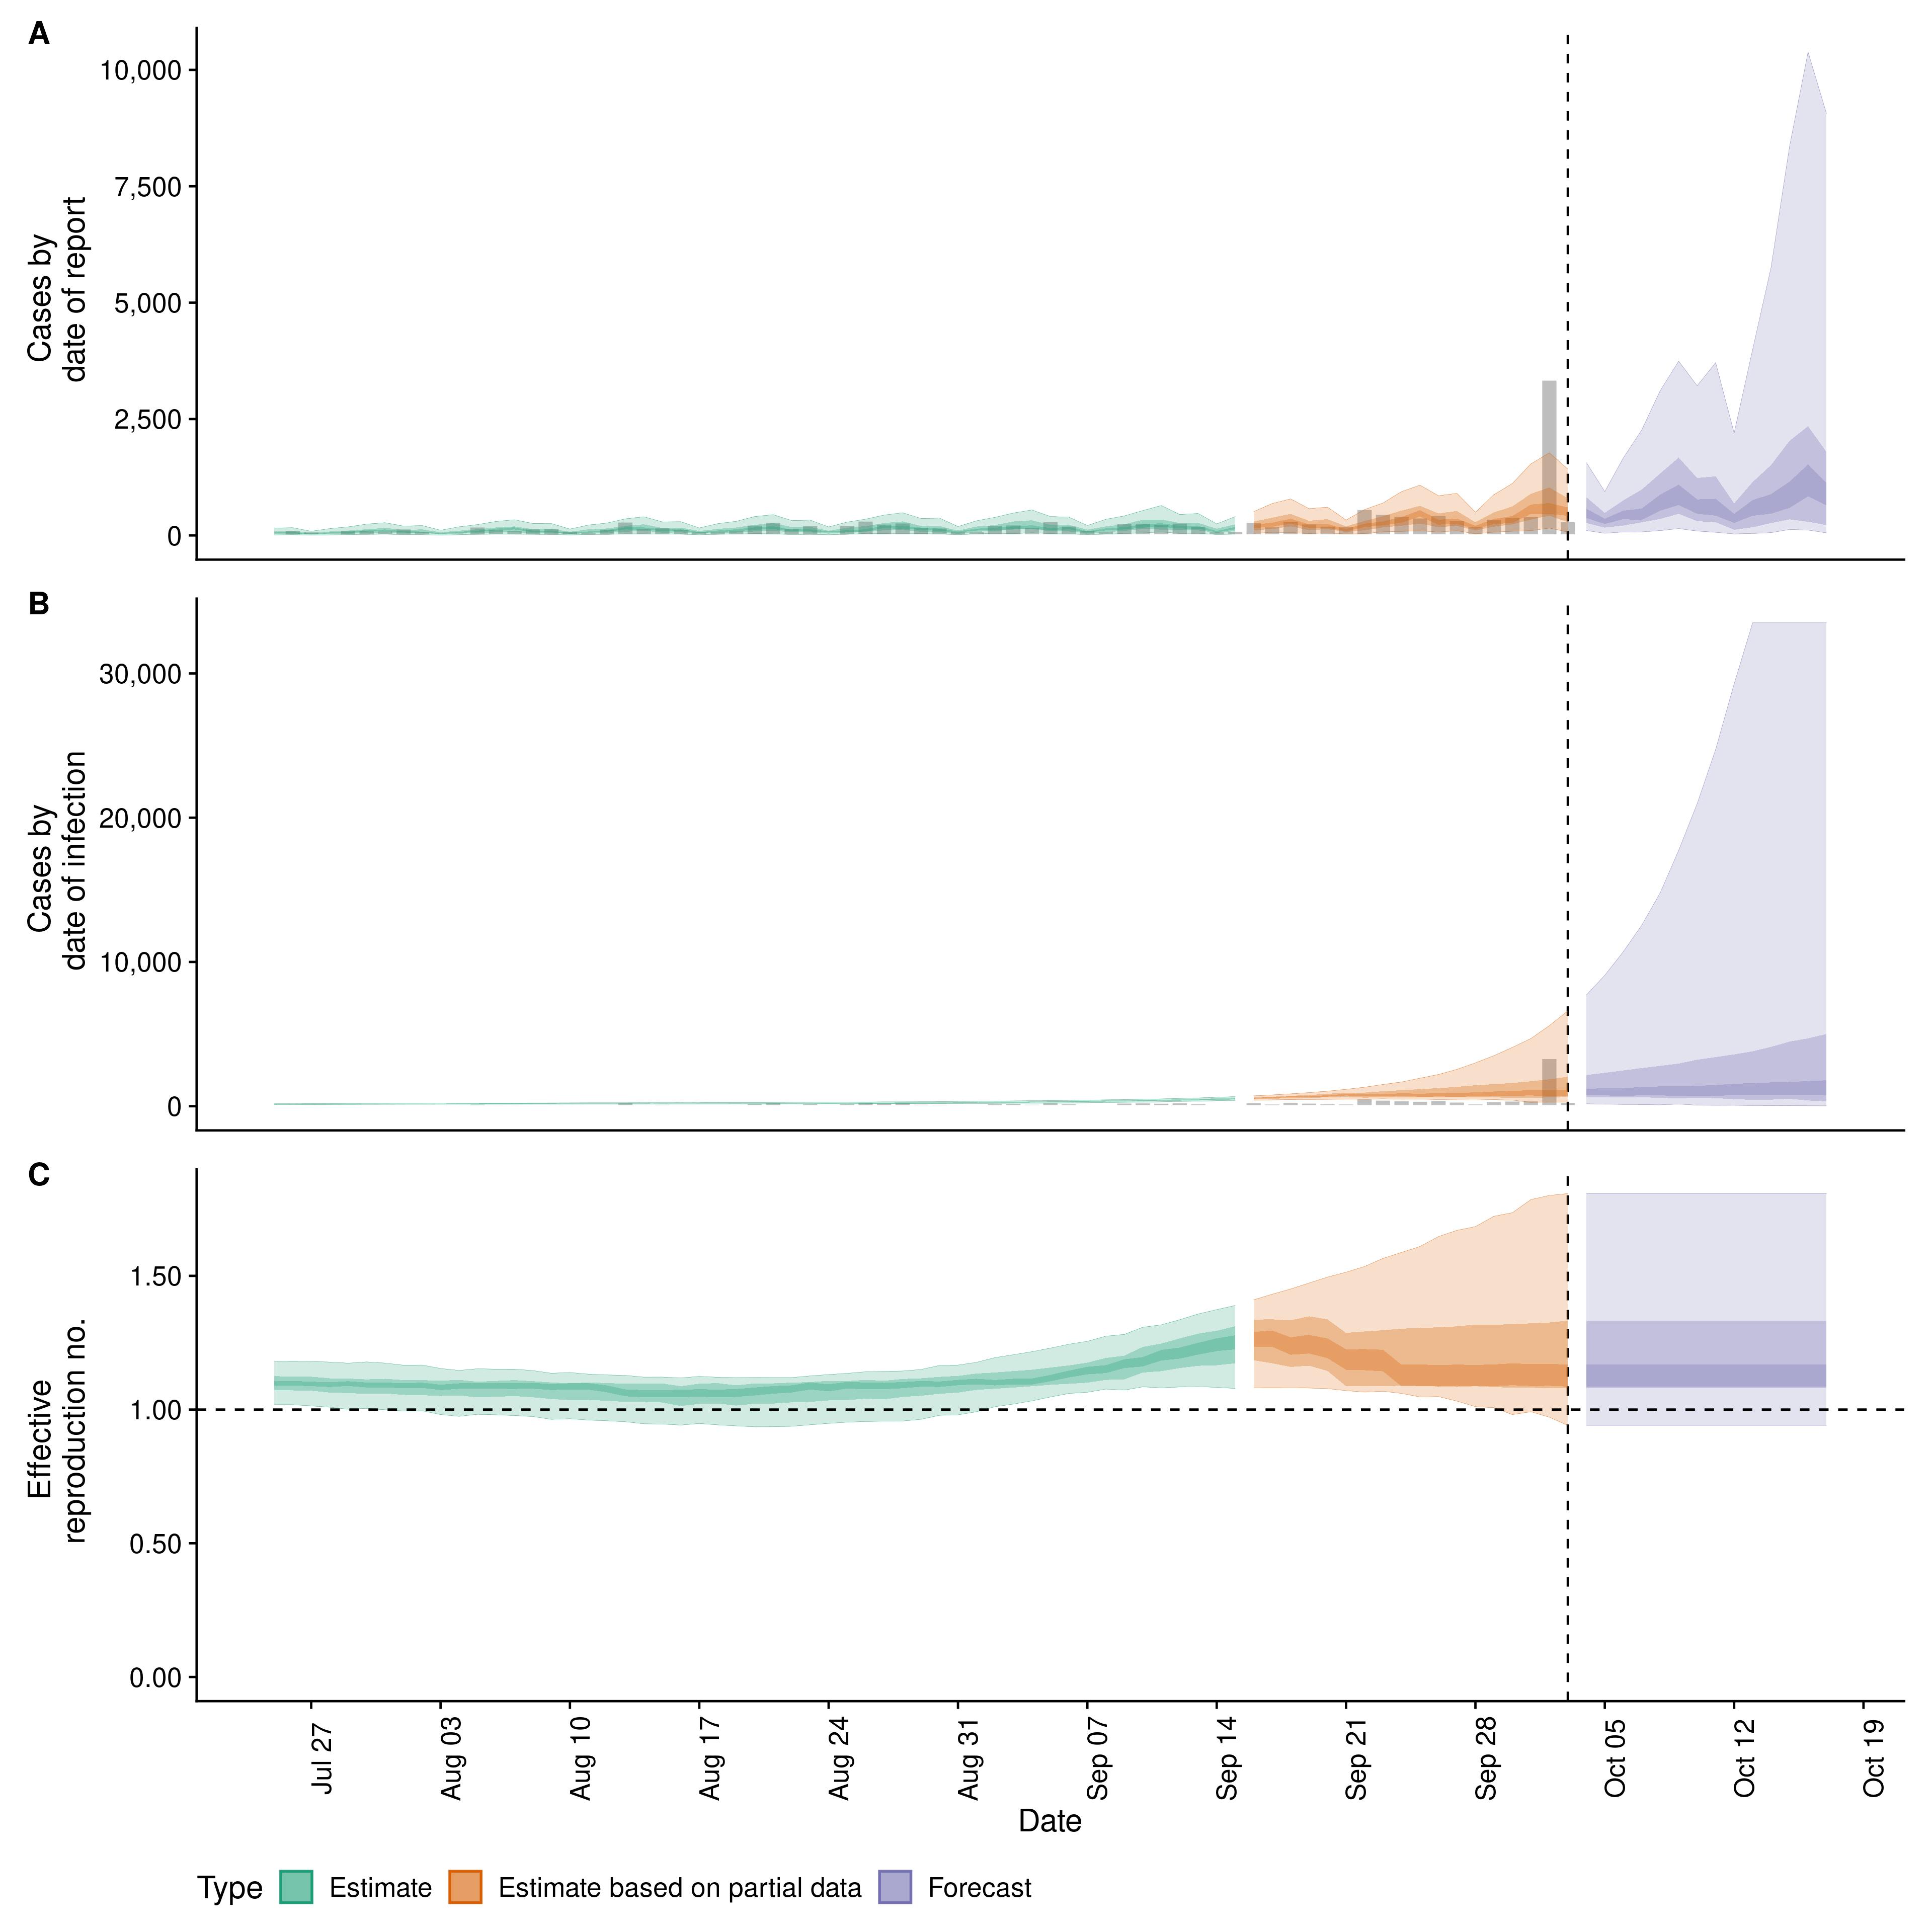 A
Cases by
date of report
10,000
7,500
5,000
2,500
0
B
Cases by
date of infection
30,000
20,000
10,000
0
C
Effective
reproduction no.
1.50
1.00
0.50
0.00
Jul 27
Aug 03
Aug 10
Aug 17
Aug 24
Aug 31
Sep 07
Sep 14
Sep 21
Sep 28
Oct 05
Oct 12
Oct 19
Date
Type Estimate Estimate based on partial data Forecast